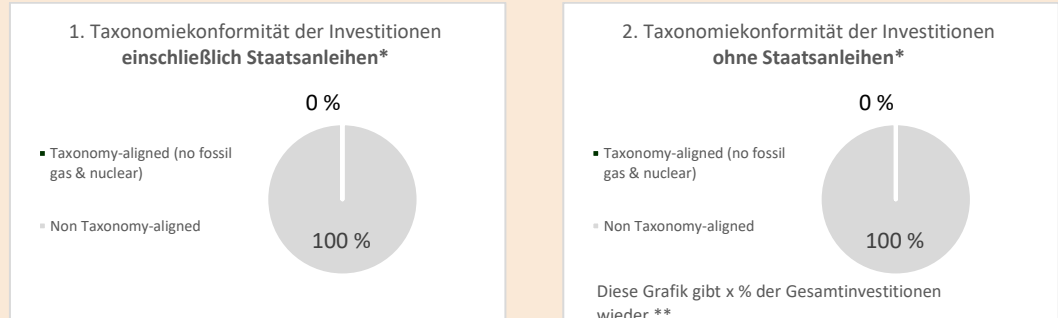 1. Taxonomiekonformität der Investitionen
einschließlich Staatsanleihen*
0 %
Taxonomy-aligned (no fossil
gas & nuclear)
Non Taxonomy-aligned
100 %
2. Taxonomiekonformität der Investitionen
ohne Staatsanleihen*
0 %
Taxonomy-aligned (no fossil
gas & nuclear)
Non Taxonomy-aligned
100 %
Diese Grafik gibt x % der Gesamtinvestitionen
wieder.**